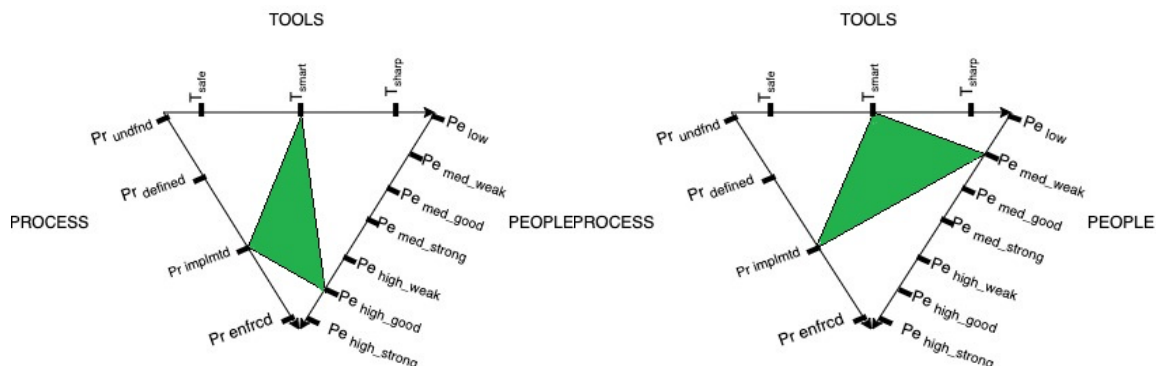 TOOLS
T safe
T smart
T sharp
Pr undfnd
Pr defined
Pr implmtd
Pr enfrcd
Pe low
Pe med_weak
Pe med_good
Pe med_strong
Pe high_weak
Pe high_good
Pe high_strong
PROCESS
PEOPLEPROCESS
TOOLS
T safe
T smart
T sharp
Pr undfnd
Pr defined
Pr implmtd
Pr enfrcd
Pe low
Pe med_weak
Pe med_good
Pe med_strong
Pe high_weak
Pe high_good
Pe high_strong
PEOPLE